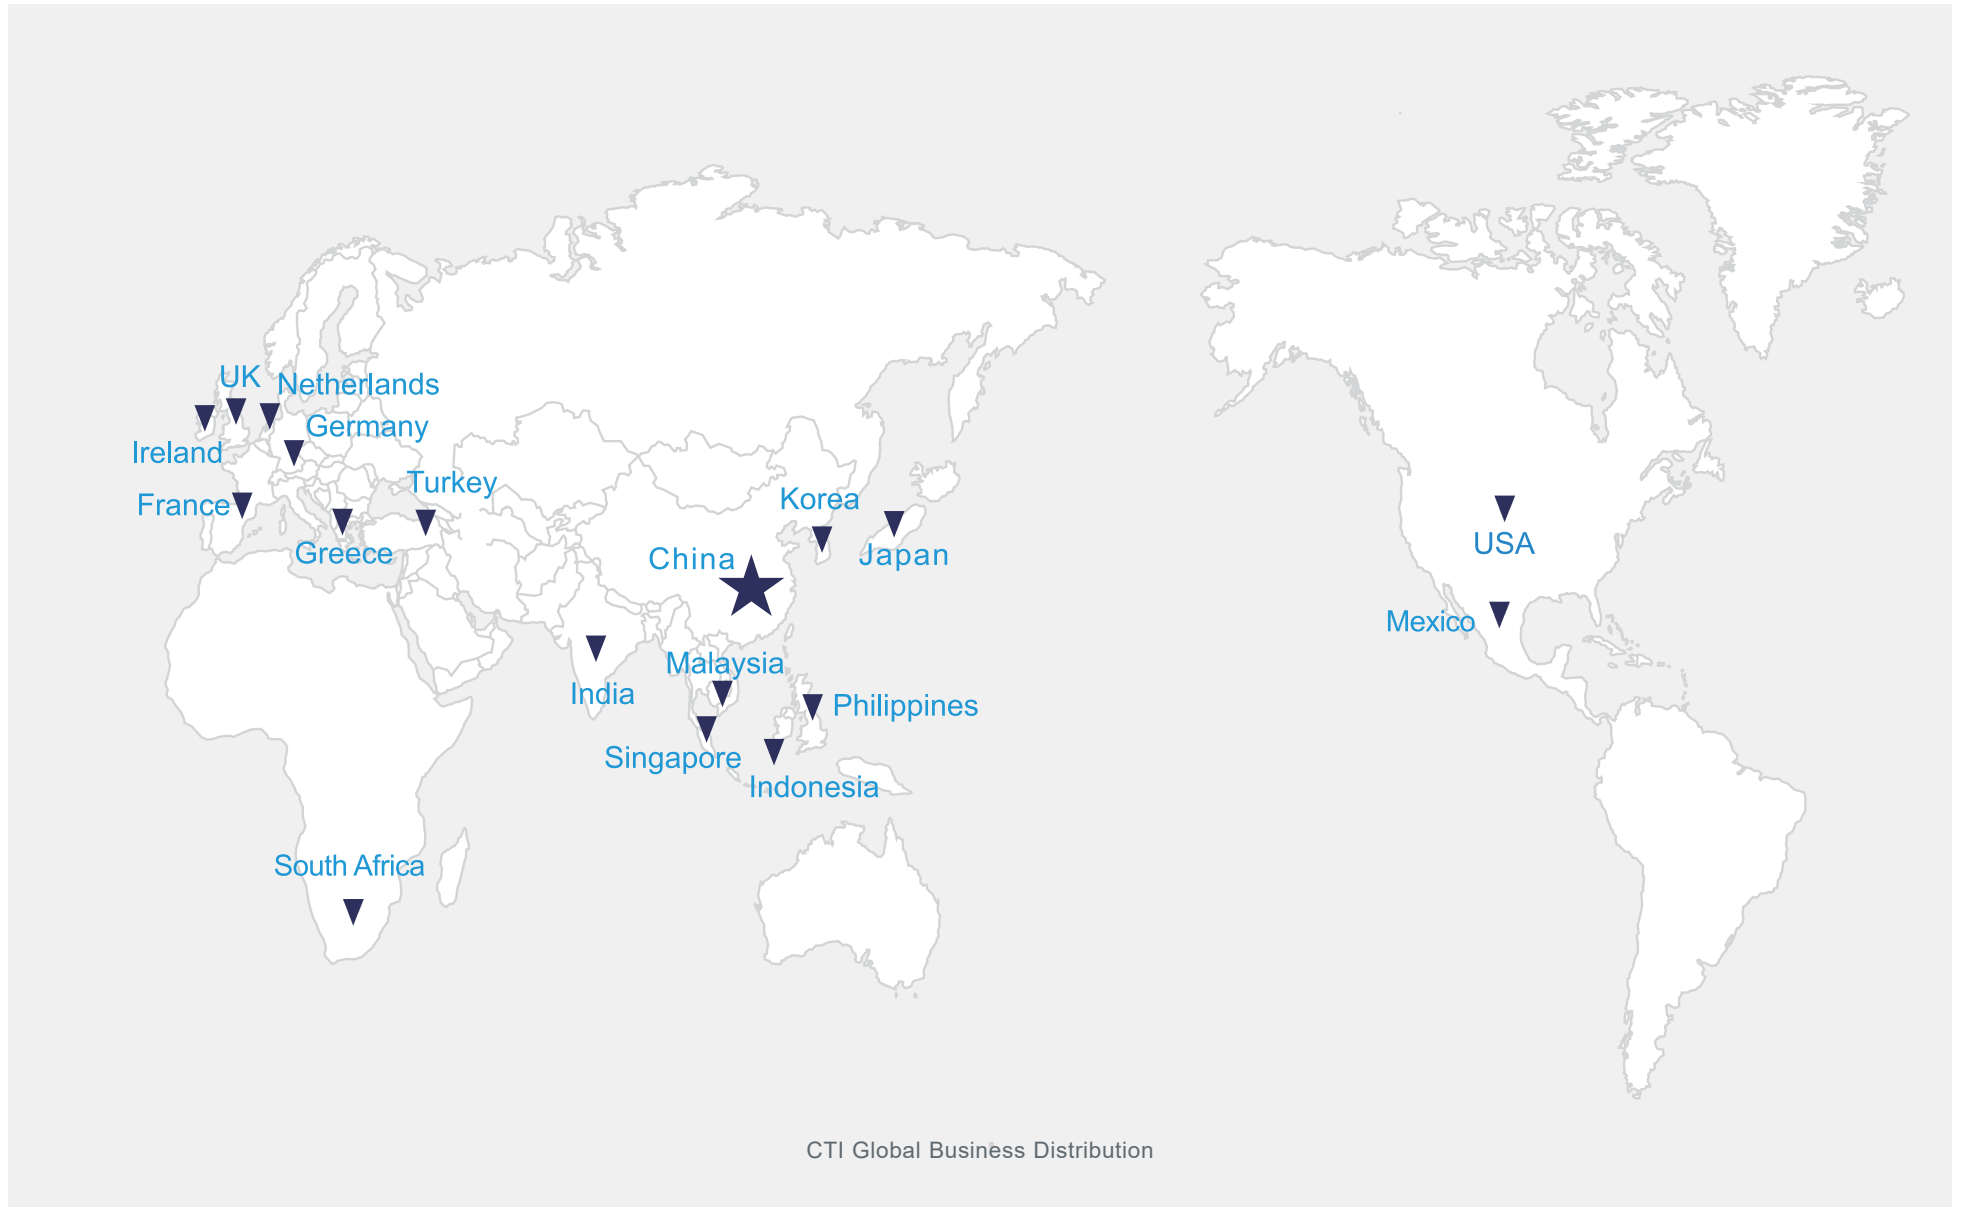 UK
Netherlands
Germany
Ireland
Turkey
France
Korea
Greece
China
Japan
USA
Mexico
Malaysia
India
Philippines
Singapore
Indonesia
South Africa
CTI Global Business Distribution